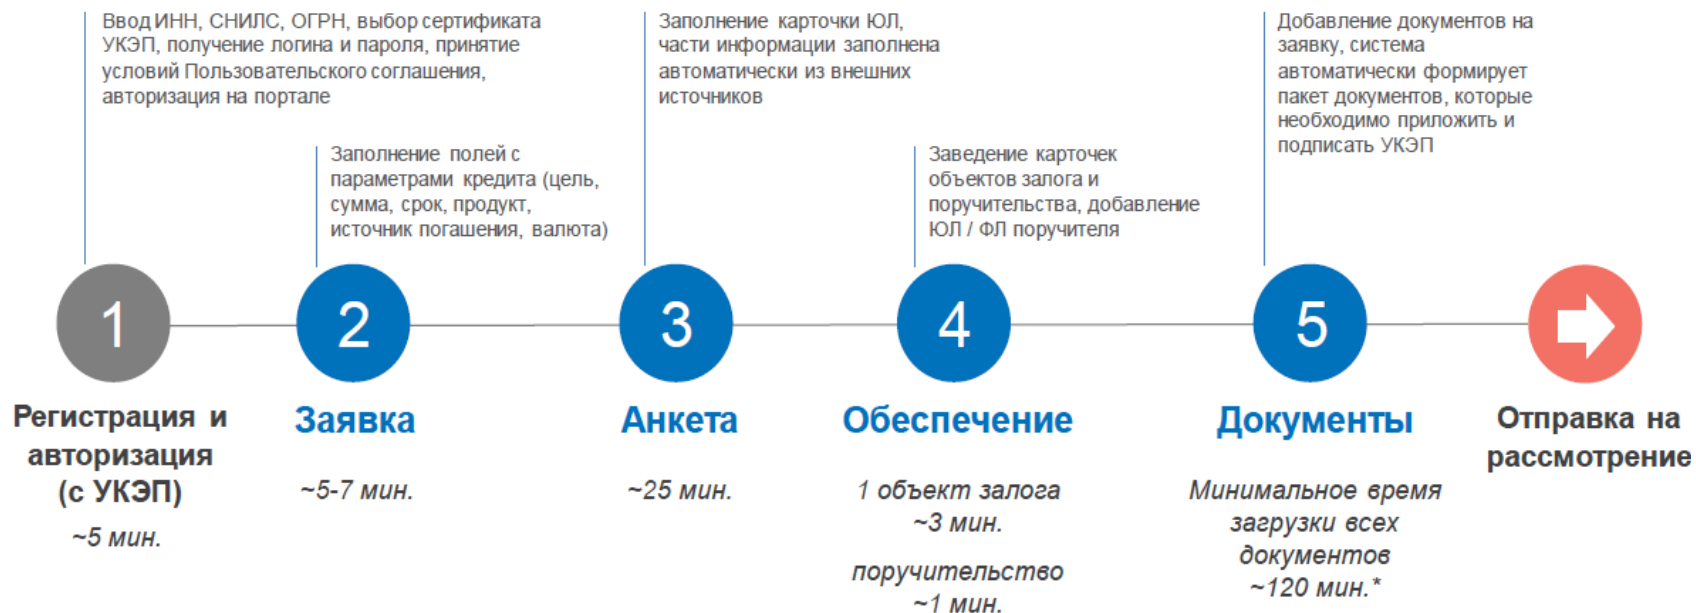 Ввод ИНН, СНИЛС, ОГРН, выбор сертификата
УКЭП, получение логина и пароля, принятие
условий Пользовательского соглашения,
авторизация на портале
Заполнение полей с
параметрами кредита (цель,
сумма, срок, продукт,
источник погашения, валюта)
Заполнение карточки ЮЛ,
части информации заполнена
автоматически из внешних
источников
Заведение карточек
объектов залога и
поручительства, добавление
ЮЛ / ФЛ поручителя
Добавление документов на
заявку, система
автоматически формирует
пакет документов, которые
необходимо приложить и
подписать УКЭП
1
2
3
4
5
Регистрация и
авторизация
(с УКЭП)
~5 мин.
Заявка
~5-7 мин.
Анкета
~25 мин.
Обеспечение
1 объект залога
~3 мин.
поручительство
~1 мин.
Документы
Минимальное время
загрузки всех
документов
~120 мин.*
Отправка на
рассмотрение